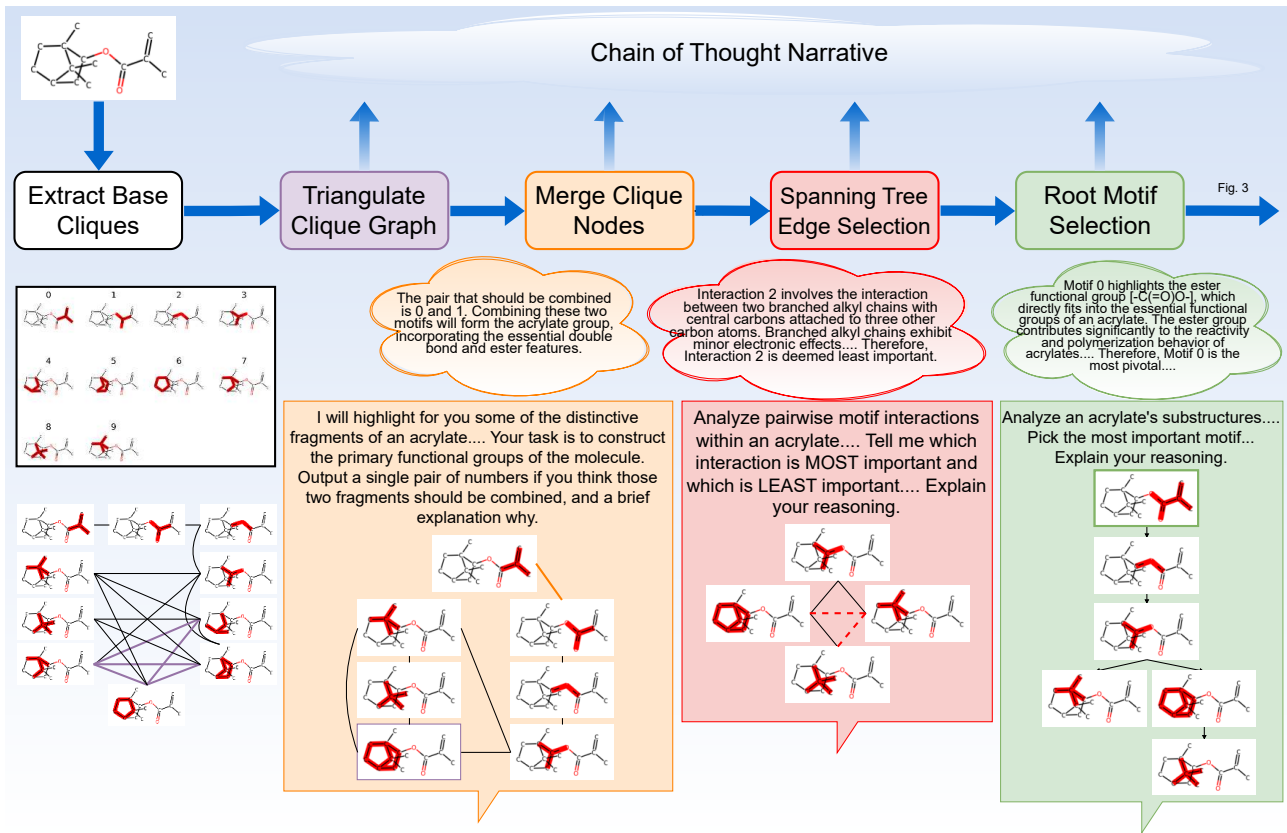 Chain of Thought Narrative
Extract Base
Cliques
Triangulate
Clique Graph
Merge Clique
Nodes
Spanning Tree
Edge Selection
Root Motif
Selection
Fig. 3
0
1
2
3
4
5
6
7
8
9
The pair that should be combined
is 0 and 1. Combining these two
motifs will form the acrylate group,
incorporating the essential double
bond and ester features.
I will highlight for you some of the distinctive
fragments of an acrylate.... Your task is to construct
the primary functional groups of the molecule.
Output a single pair of numbers if you think those
two fragments should be combined, and a brief
explanation why.
Interaction 2 involves the interaction
between two branched alkyl chains with
central carbons attached to three other
carbon atoms. Branched alkyl chains exhibit
minor electronic effects.... Therefore,
Interaction 2 is deemed least important.
Analyze pairwise motif interactions
within an acrylate.... Tell me which
interaction is MOST important and
which is LEAST important.... Explain
your reasoning.
Motif 0 highlights the ester
functional group [-C(=O)O-], which
directly fits into the essential functional
groups of an acrylate. The ester group
contributes significantly to the reactivity
and polymerization behavior of
acrylates.... Therefore, Motif 0 is the
most pivotal....
Analyze an acrylate's substructures....
Pick the most important motif...
Explain your reasoning.